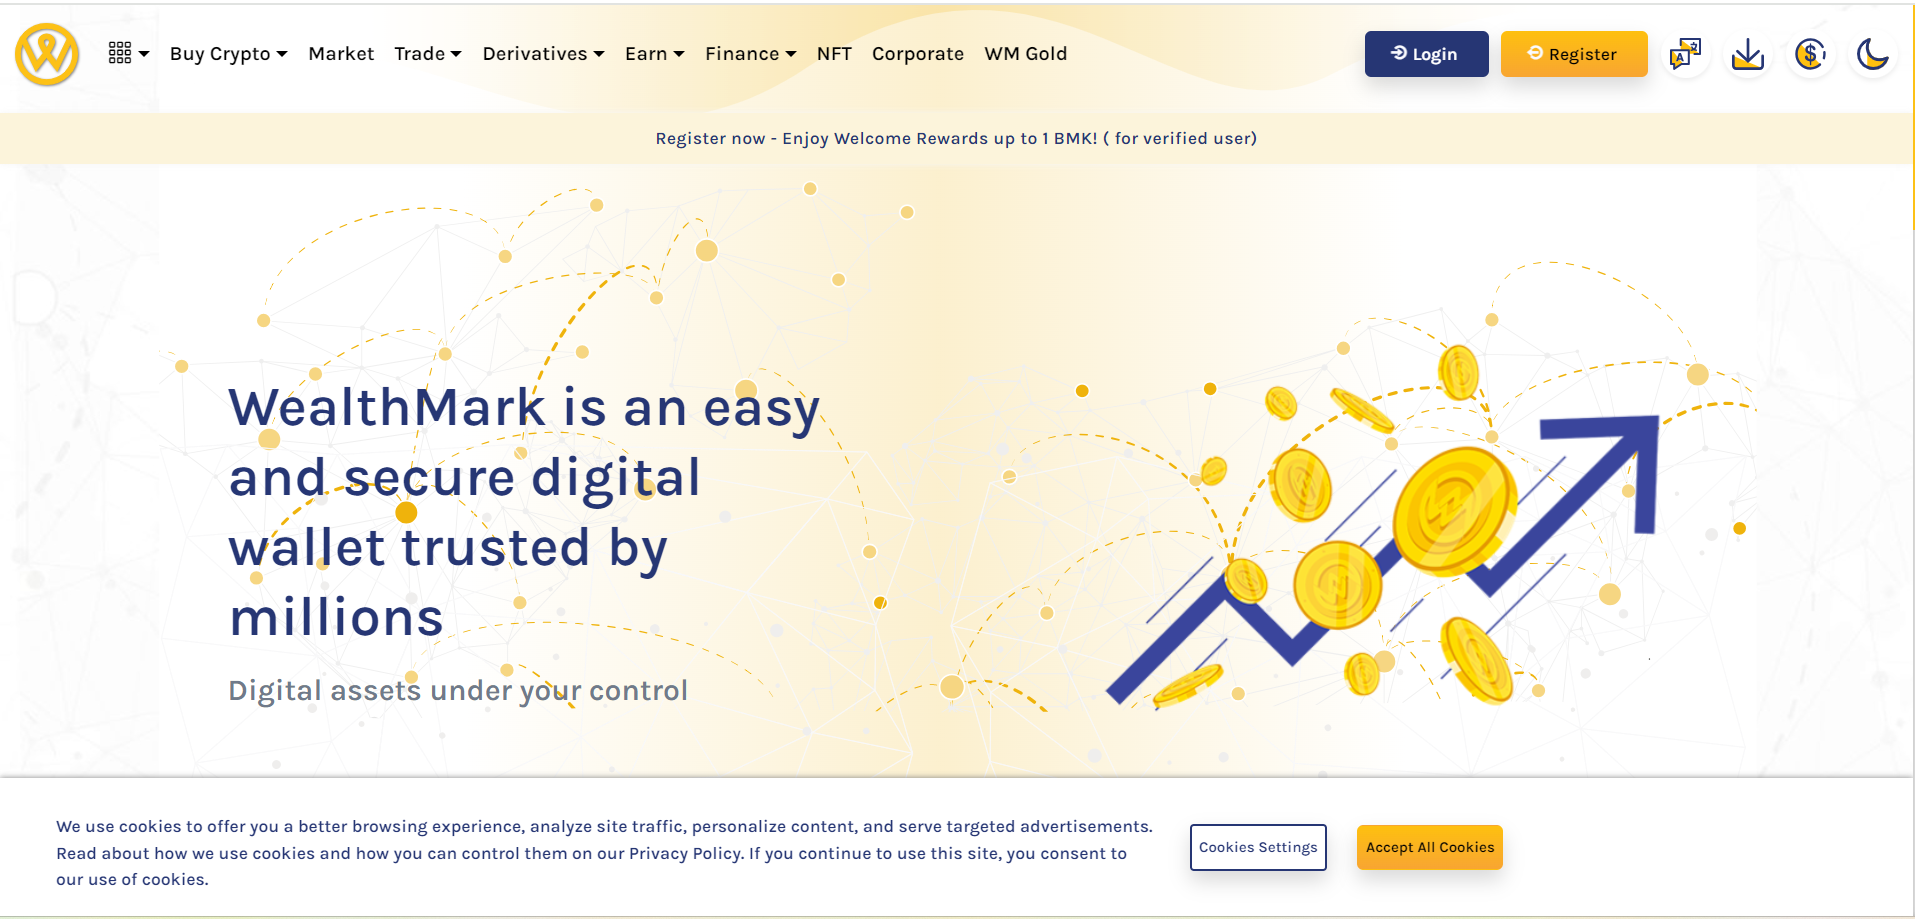 Buy Crypto Market Trade Derivatives Earn Finance NFT Corporate WM Gold Login Register
Register now - Enjoy Welcome Rewards up to 1 BMK! ( for verified user)
WealthMark is an easy
and secure digital
wallet trusted by
millions
Digital assets under your control
We use cookies to offer you a better browsing experience, analyze site traffic, personalize content, and serve targeted advertisements.
Read about how we use cookies and how you can control them on our Privacy Policy. If you continue to use this site, you consent to
our use of cookies.
Cookies Settings Accept All Cookies